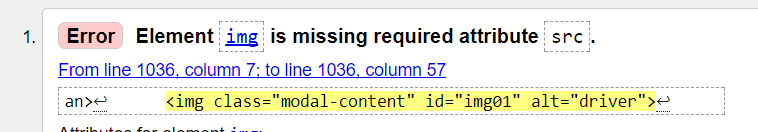 1. Error Element img is missing required attribute src.
From line 1036, column 7; to line 1036, column 57
an>↩ <img class="modal-content" id="img01" alt="driver">↩
Attributes for element img: